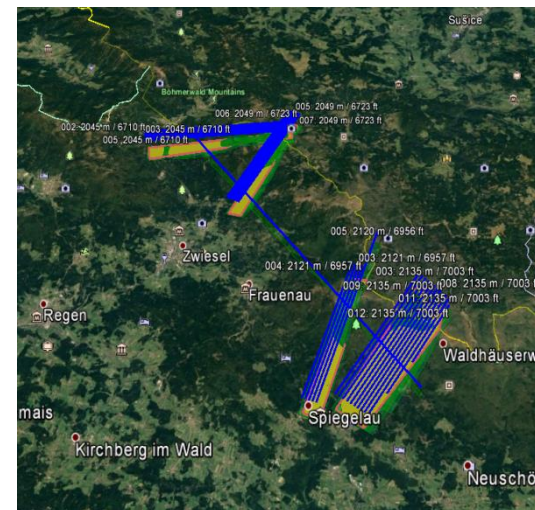 Sušice
Böhmerwald Mountains
006. 2049 m / 6723 ft
005: 2049 m / 6723 ft
007: 2049 m / 6723 ft
002: 2045 m / 6710 ft
003. 2045 m / 6710 ft
005. 2045 m / 6710 ft
Zwiesel
005. 2120 m / 6956 ft
003. 2121 m / 6957 ft
004. 2121 m / 6957 ft
003: 2135 m / 7003 ft
009: 2135 m / 7003 ft
008: 2135 m / 7003 ft
011: 2135 m / 7003 ft
012: 2135 m / 7003 ft
Frauenau
Regen
Waldhäuserw
mais
Spiegelau
Kirchberg im Wald
Neuschö